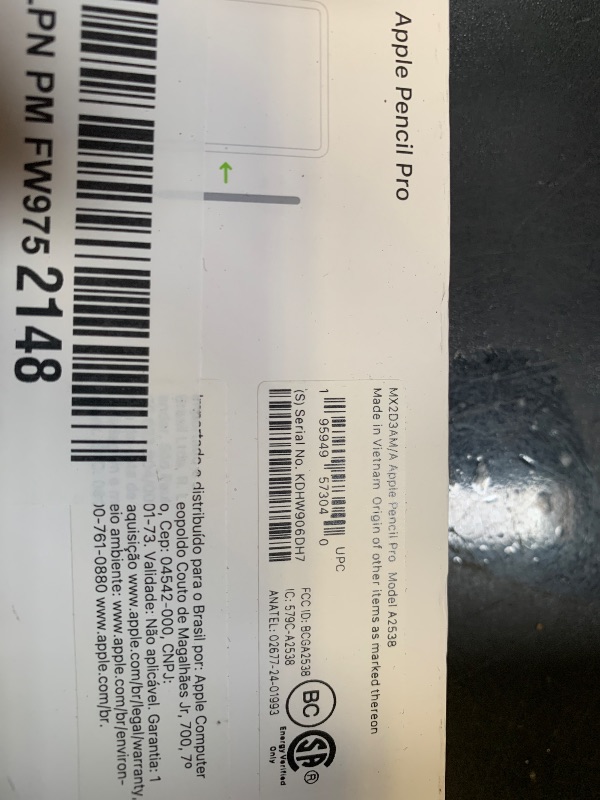 Apple Pencil Pro
MX2D3AM/A Apple Pencil Pro Model A2538
Made in Vietnam Origin of other items as marked thereon
UPC
1 95949 57304 0
(S) Serial No. KDHW906DH7
FCC ID: BCGA2538
IC: 579C-A2538
ANATEL: 02677-24-01993
BC
SA ®
Energy Verified
Only
distribuído para o Brasil por: Apple Computer
eopoldo Couto de Magalhães Jr, 700, 7º
o, Cep: 04542-000, CNPJ:
01-73. Validade: Não aplicável. Garantia: 1
aquisição www.apple.com/br/legal/warranty.
eio ambiente: www.apple.com/br/environ-
00-761-0880 www.apple.com/br.
LPN PM FW975 2148